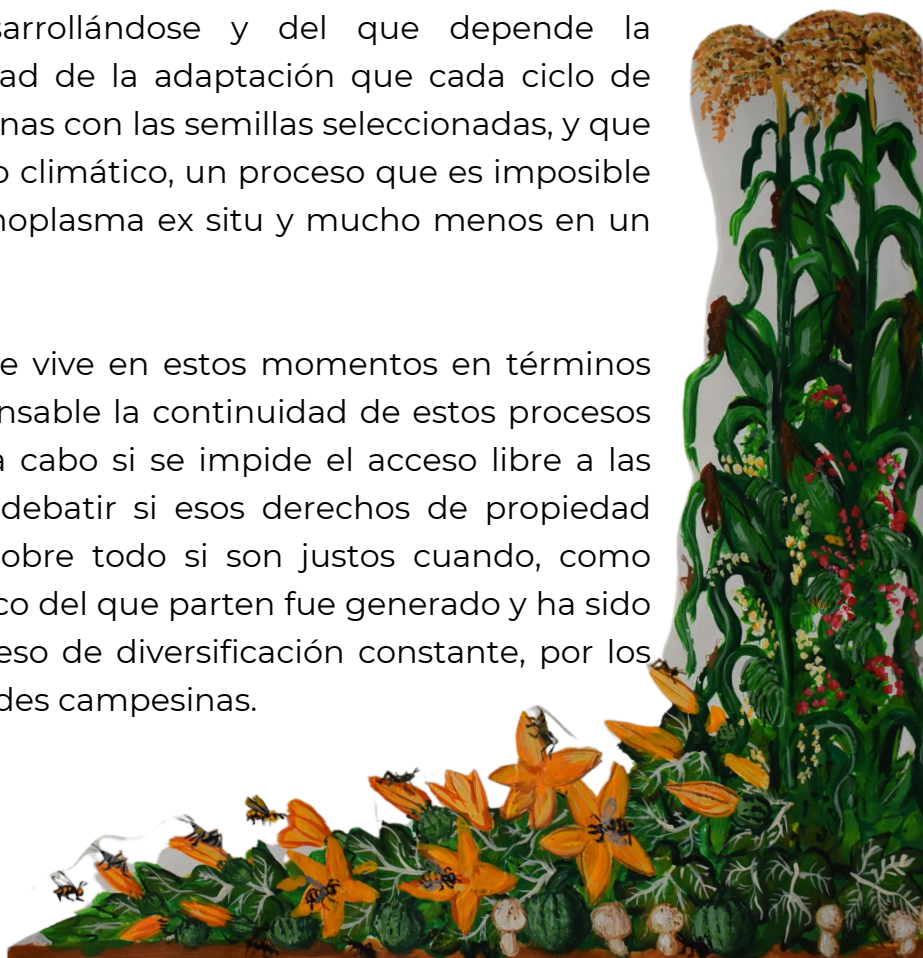 sarrollándose y del que depende la
ad de la adaptación que cada ciclo de
nas con las semillas seleccionadas, y que
o climático, un proceso que es imposible
noplasma ex situ y mucho menos en un
e vive en estos momentos en términos
ensable la continuidad de estos procesos
a cabo si se impide el acceso libre a las
debatir si esos derechos de propiedad
obre todo si son justos cuando, como
co del que parten fue generado y ha sido
eso de diversificación constante, por los
des campesinas.